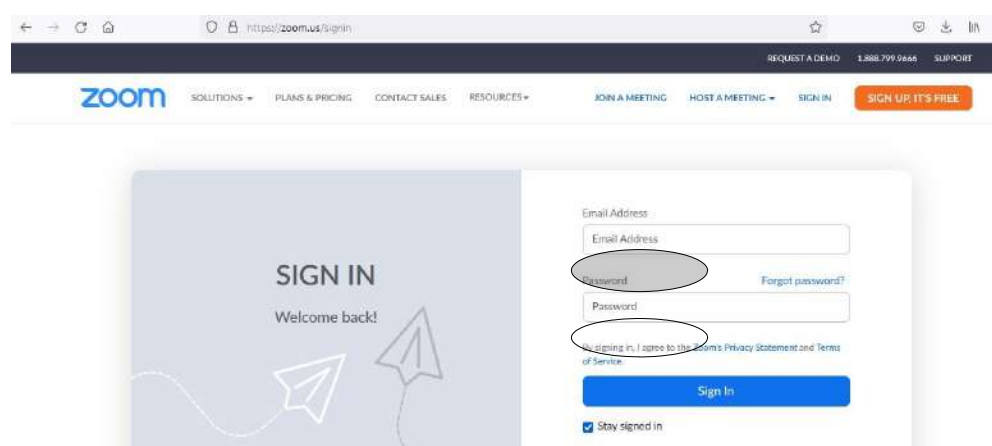 https://zoom.us/signin
REQUEST A DEMO 1.888.799.9666 SUPPORT
zoom SOLUTIONS PLANS & PRICING CONTACT SALES RESOURCES JOIN A MEETING HOST A MEETING SIGN IN SIGN UP, IT'S FREE
SIGN IN
Welcome back!
Email Address
Email Address
Password Forgot password?
Password
By signing in, I agree to the Zoom's Privacy Statement and Terms
of Service.
Sign In
Stay signed in